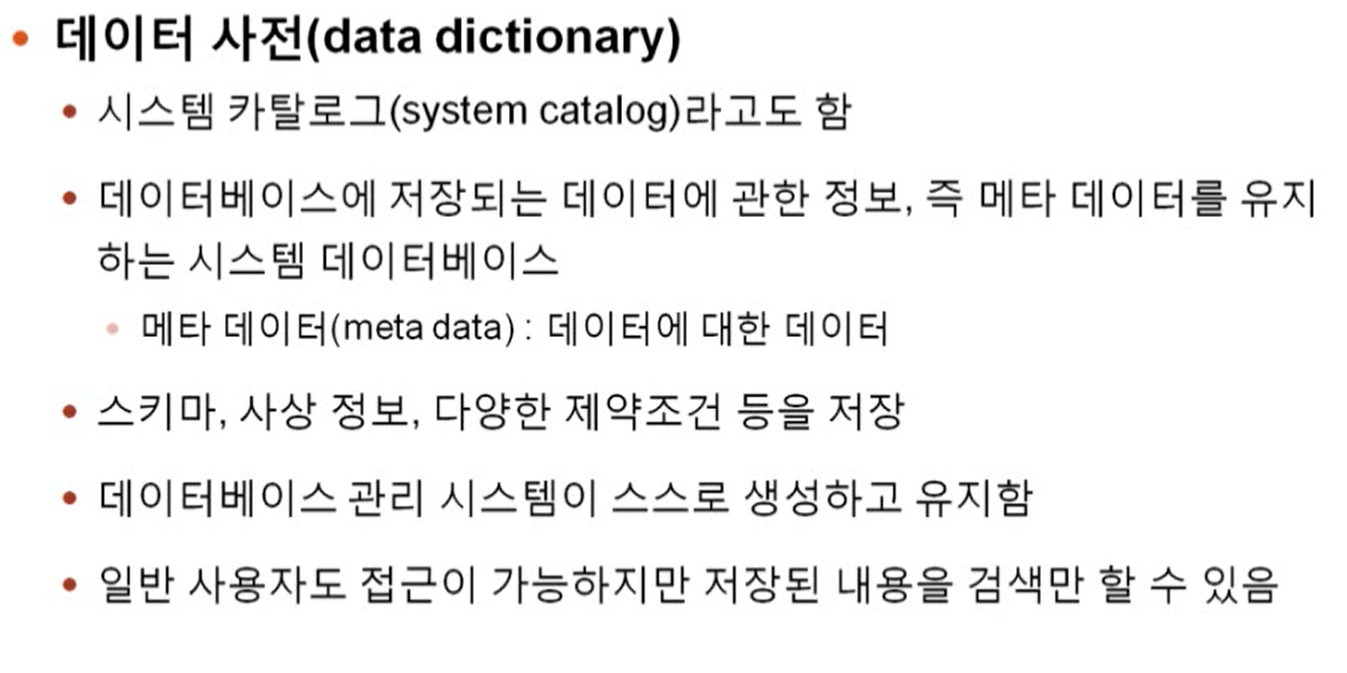 • 데이터 사전(data dictionary)
• 시스템 카탈로그(system catalog)라고도 함
• 데이터베이스에 저장되는 데이터에 관한 정보, 즉 메타 데이터를 유지
하는 시스템 데이터베이스
• 메타 데이터(meta data) : 데이터에 대한 데이터
• 스키마, 사상 정보, 다양한 제약조건 등을 저장
• 데이터베이스 관리 시스템이 스스로 생성하고 유지함
• 일반 사용자도 접근이 가능하지만 저장된 내용을 검색만 할 수 있음